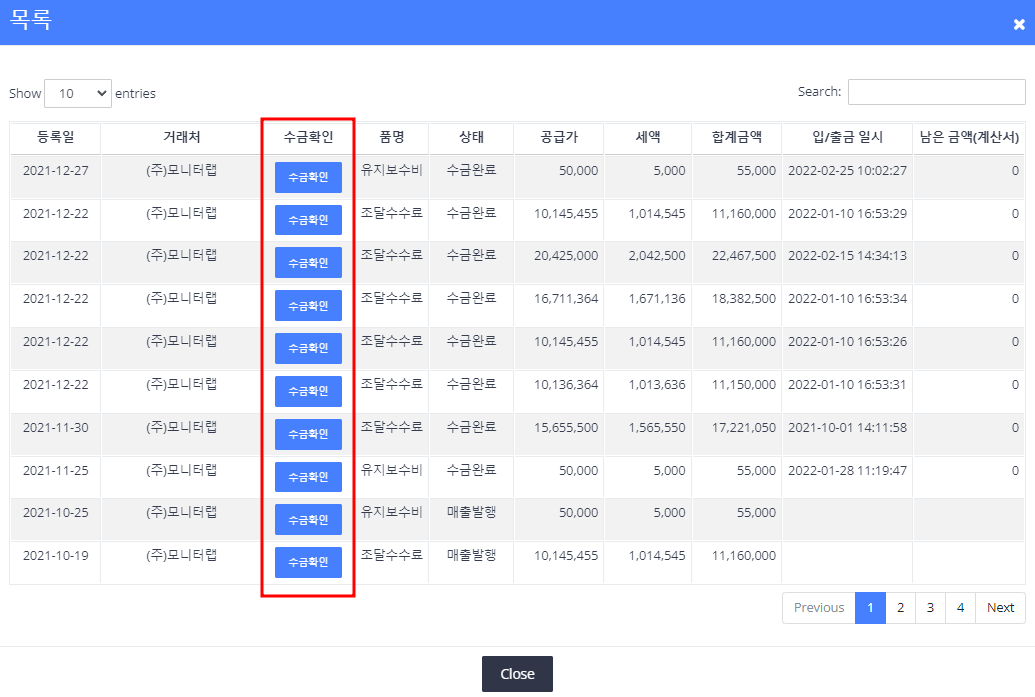 목록
×
Show 10 entries Search:
등록일 거래처 수금확인 품명 상태 공급가 세액 합계금액 입/출금 일시 남은 금액(계산서)
2021-12-27 (주)모니터랩 수금확인 유지보수비 수금완료 50,000 5,000 55,000 2022-02-25 10:02:27 0
2021-12-22 (주)모니터랩 수금확인 조달수수료 수금완료 10,145,455 1,014,545 11,160,000 2022-01-10 16:53:29 0
2021-12-22 (주)모니터랩 수금확인 조달수수료 수금완료 20,425,000 2,042,500 22,467,500 2022-02-15 14:34:13 0
2021-12-22 (주)모니터랩 수금확인 조달수수료 수금완료 16,711,364 1,671,136 18,382,500 2022-01-10 16:53:34 0
2021-12-22 (주)모니터랩 수금확인 조달수수료 수금완료 10,145,455 1,014,545 11,160,000 2022-01-10 16:53:26 0
2021-12-22 (주)모니터랩 수금확인 조달수수료 수금완료 10,136,364 1,013,636 11,150,000 2022-01-10 16:53:31 0
2021-11-30 (주)모니터랩 수금확인 조달수수료 수금완료 15,655,500 1,565,550 17,221,050 2021-10-01 14:11:58 0
2021-11-25 (주)모니터랩 수금확인 유지보수비 수금완료 50,000 5,000 55,000 2022-01-28 11:19:47 0
2021-10-25 (주)모니터랩 수금확인 유지보수비 매출발행 50,000 5,000 55,000
2021-10-19 (주)모니터랩 수금확인 조달수수료 매출발행 10,145,455 1,014,545 11,160,000
Previous 1 2 3 4 Next
Close